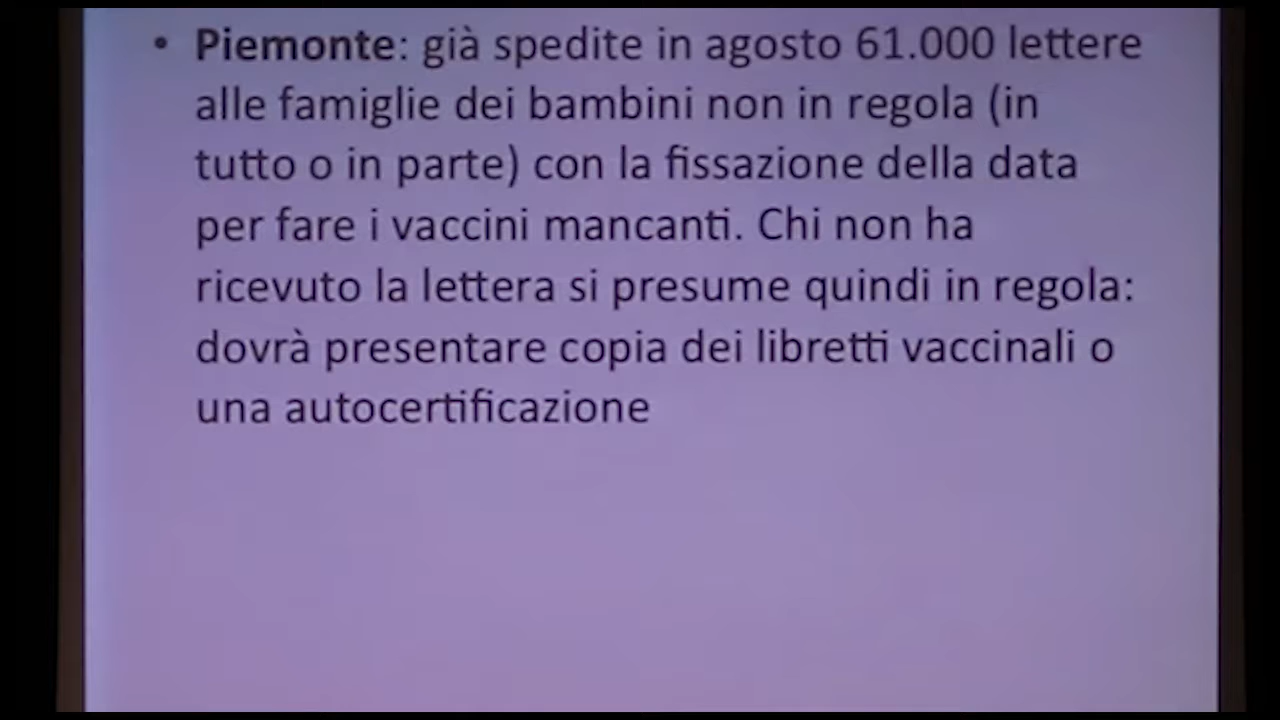 • Piemonte: già spedite in agosto 61.000 lettere
alle famiglie dei bambini non in regola (in
tutto o in parte) con la fissazione della data
per fare i vaccini mancanti. Chi non ha
ricevuto la lettera si presume quindi in regola:
dovrà presentare copia dei libretti vaccinali o
una autocertificazione